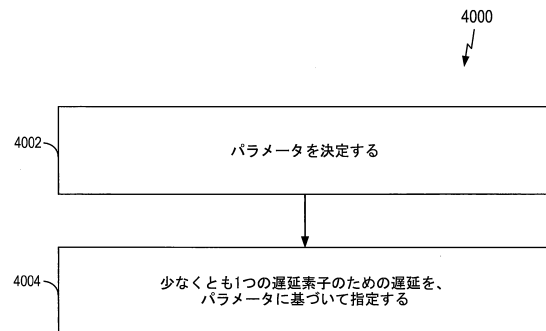 4000
4002
パラメータを決定する
4004
少なくとも1つの遅延素子のための遅延を、
パラメータに基づいて指定する